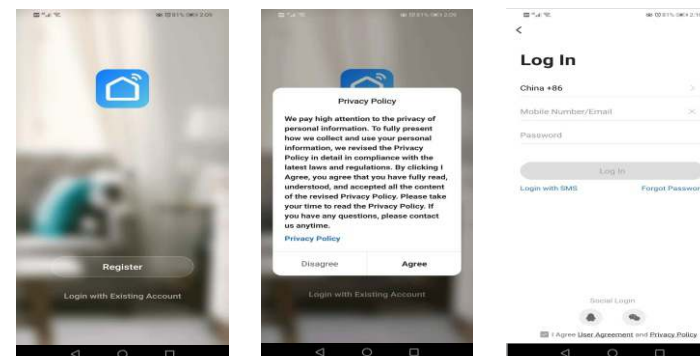 Register
Login with Existing Account
Privacy Policy
We pay high attention to the privacy of
personal information. To fully present
how we collect and use your personal
information, we revised the Privacy
Policy in detail in compliance with the
latest laws and regulations. By clicking I
Agree, you agree that you have fully read,
understood, and accepted all the content
of the revised Privacy Policy. Please take
your time to read the Privacy Policy. If
you have any questions, please contact
us anytime.
Privacy Policy
Disagree
Agree
Login with Existing Account
Log In
China +86
Mobile Number/Email
Password
Log In
Login with SMS
Forgot Passwor
Social Login
I Agree User Agreement and Privacy Policy